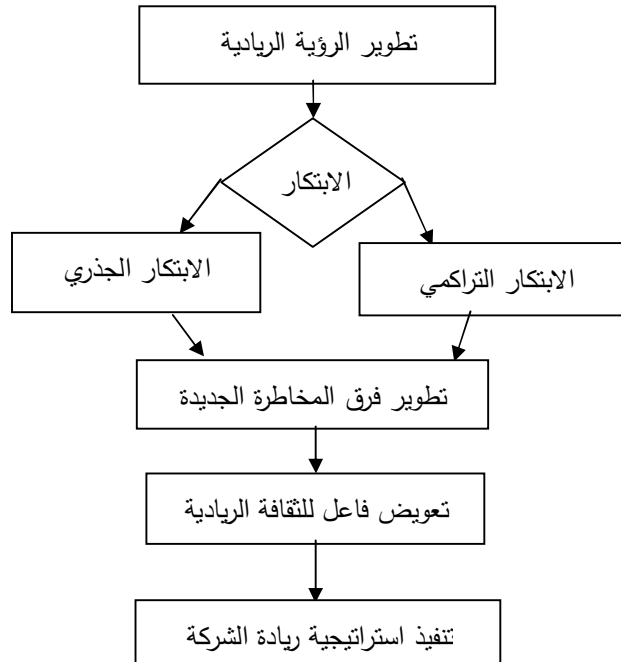 تطوير الرؤية الريادية
الابتكار
الابتكار الجذري
الابتكار التراكمي
تطوير فرق المخاطرة الجديدة
تعويض فاعل للثقافة الريادية
تنفيذ استراتيجية ريادة الشركة